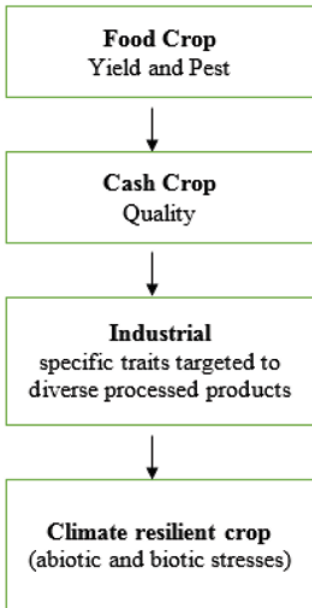 Food Crop
Yield and Pest
Cash Crop
Quality
Industrial
specific traits targeted to
diverse processed products
Climate resilient crop
(abiotic and biotic stresses)